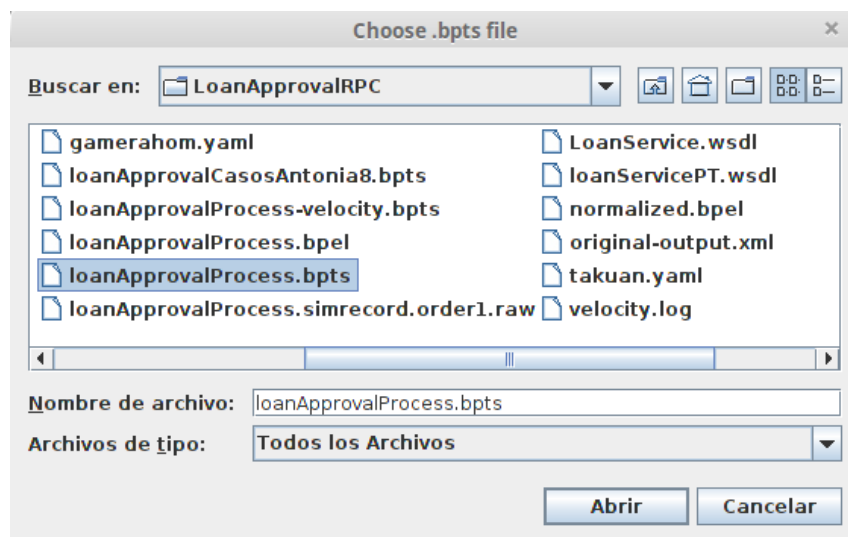 Choose .bpts file
Buscar en: LoanApprovalRPC
gamerahom.yaml
loanApprovalCasosAntonia8.bpts
loanApprovalProcess-velocity.bpts
loanApprovalProcess.bpel
loanApprovalProcess.bpts
loanApprovalProcess.simrecord.order1.raw
LoanService.wsdl
loanServicePT.wsdl
normalized.bpel
original-output.xml
takuan.yaml
velocity.log
Nombre de archivo: loanApprovalProcess.bpts
Archivos de tipo: Todos los Archivos
Abrir Cancelar